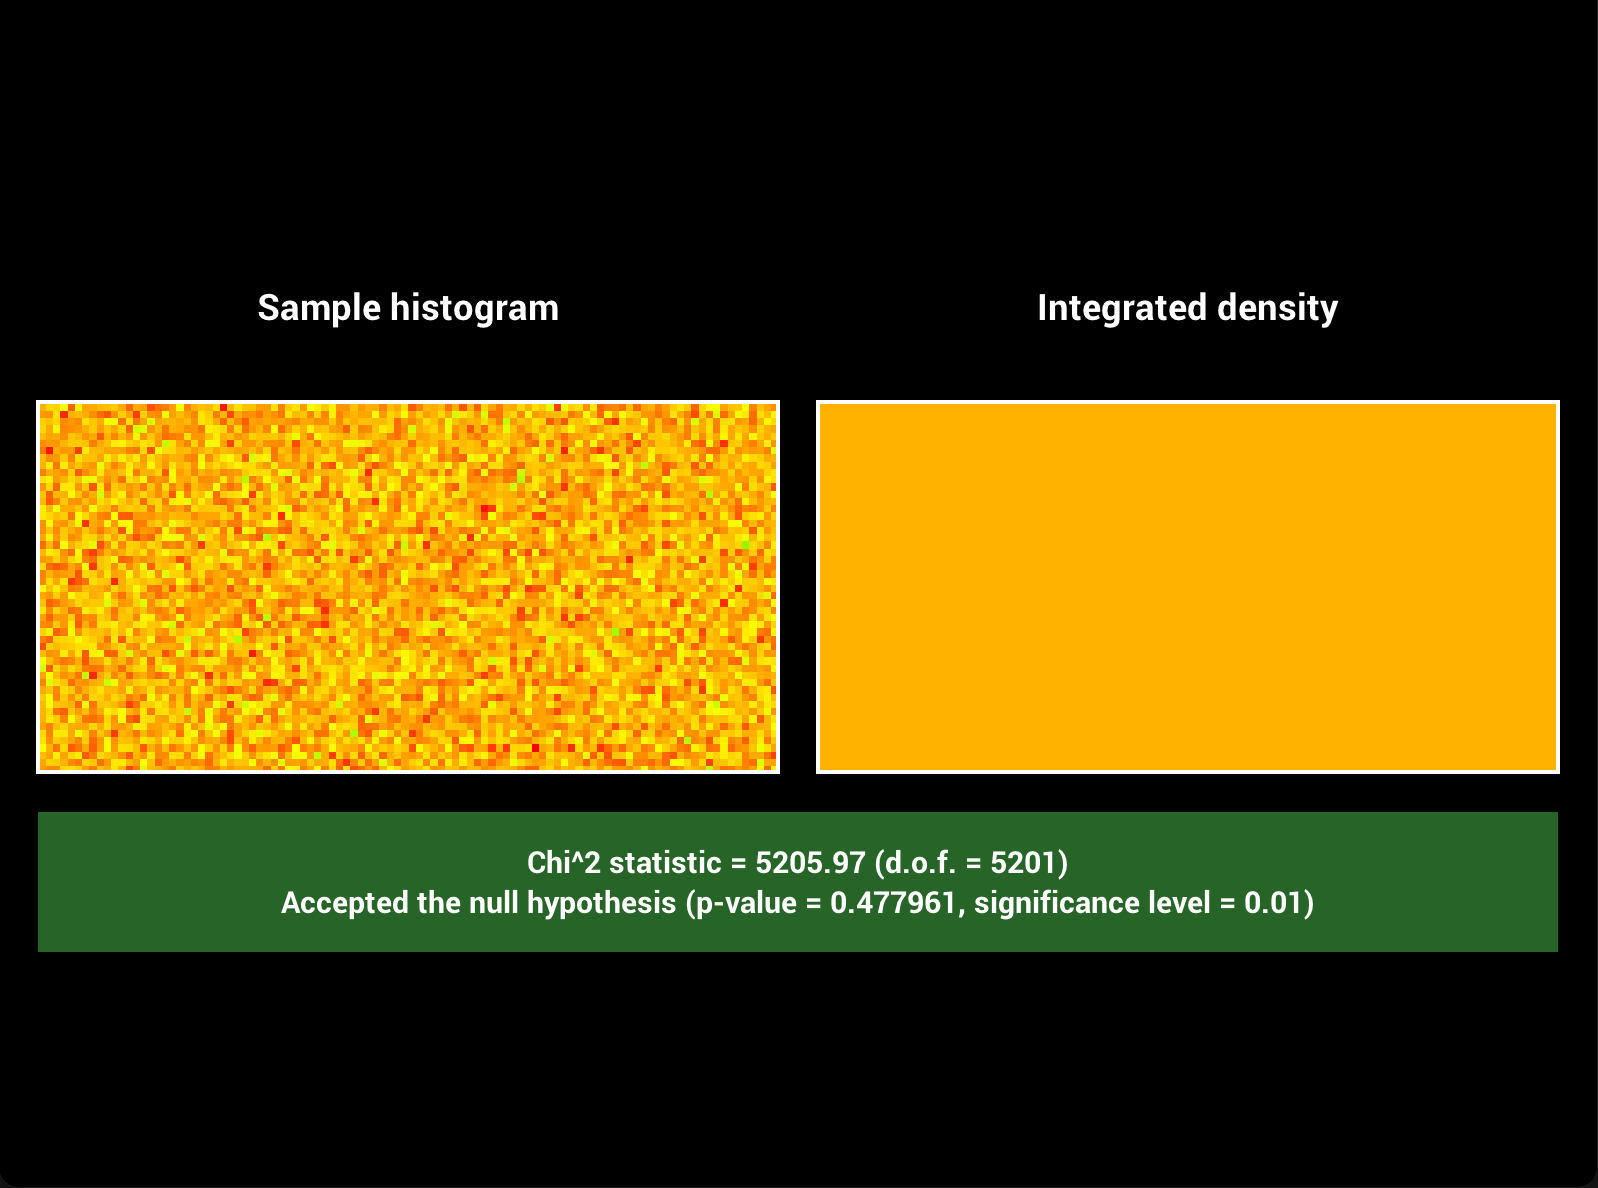 Sample histogram
Integrated density
Chi^2 statistic = 5205.97 (d.o.f. = 5201)
Accepted the null hypothesis (p-value = 0.477961, significance level = 0.01)